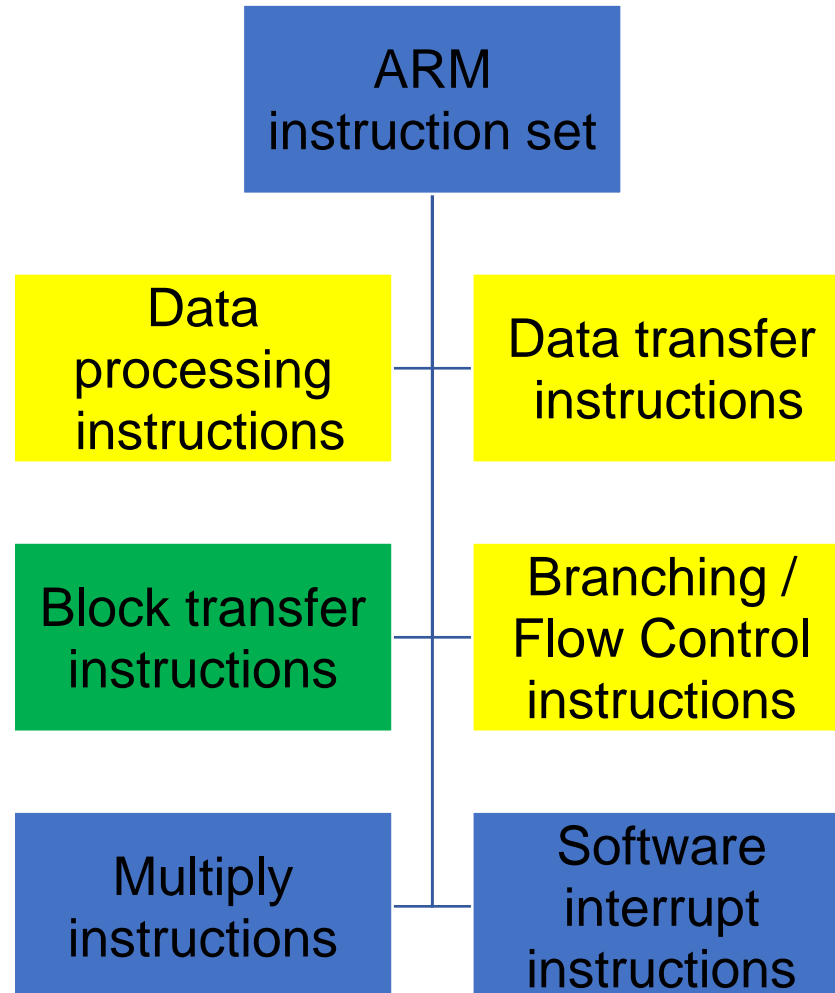 ARM
instruction set
Data
processing
instructions
Data transfer
instructions
Block transfer
instructions
Branching /
Flow Control
instructions
Multiply
instructions
Software
interrupt
instructions